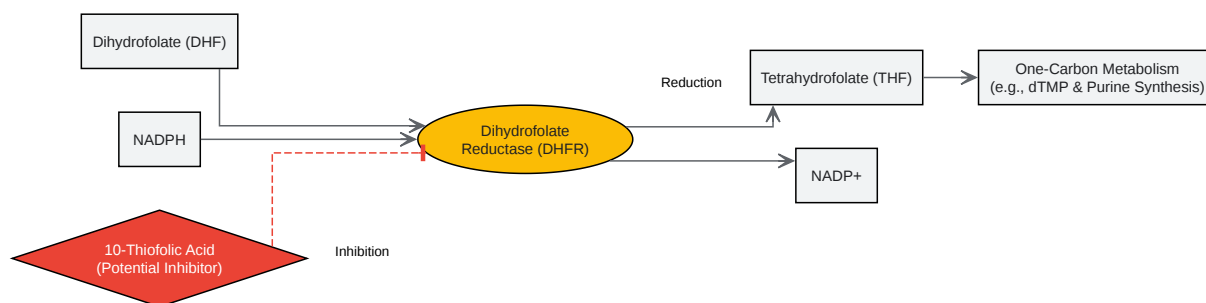 Dihydrofolate (DHF)
NADPH
10-Thiofolic Acid
(Potential Inhibitor)
Inhibition
Dihydrofolate
Reductase (DHFR)
Reduction
Tetrahydrofolate (THF)
NADP+
One-Carbon Metabolism
(e.g., dTMP & Purine Synthesis)